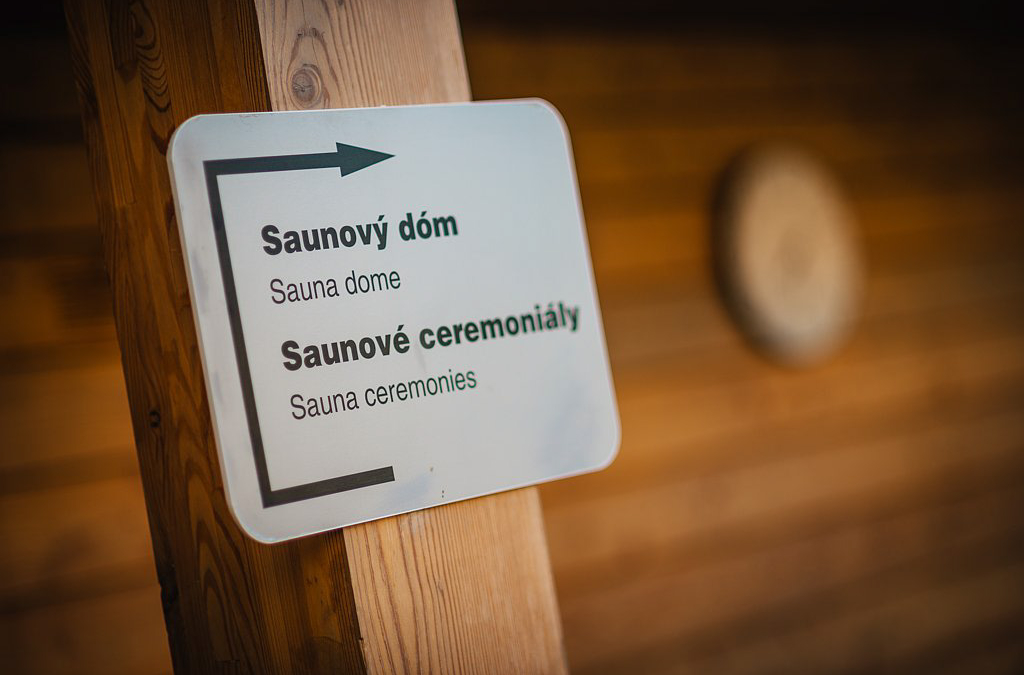 Saunový dóm
Sauna dome
Saunové ceremoniály
Sauna ceremonies